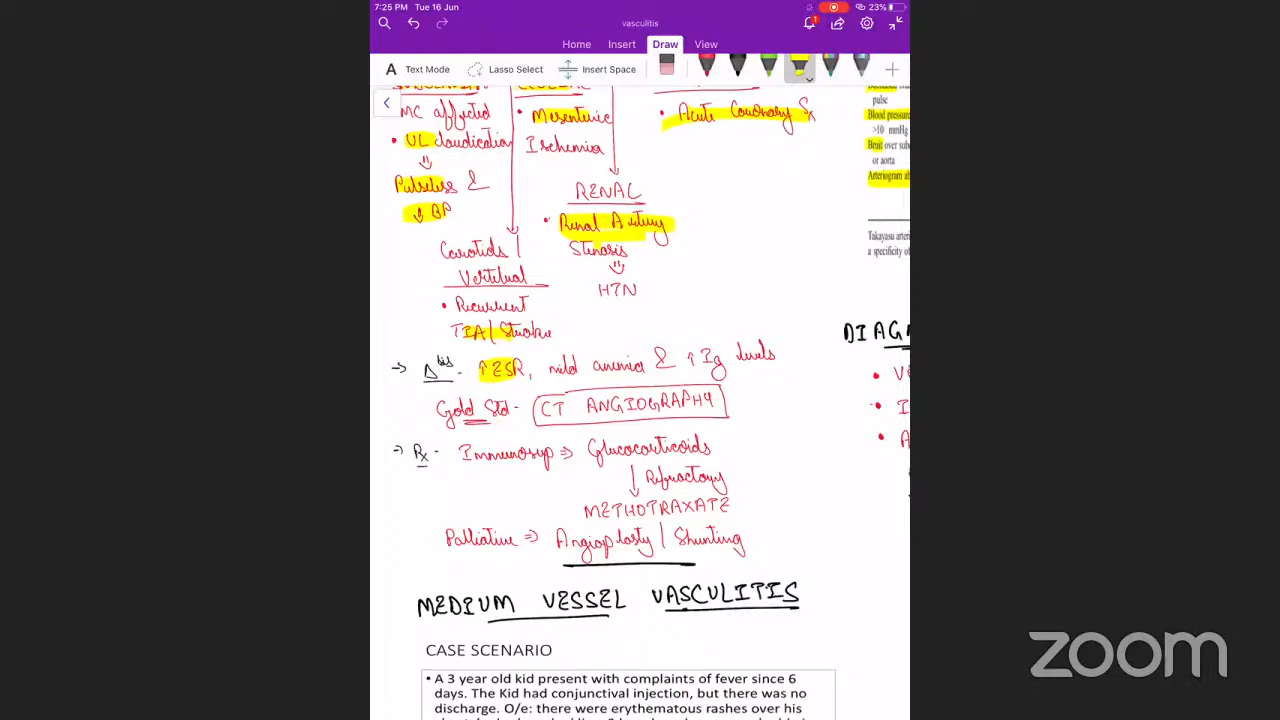 7:25 PM Tue 16 Jun
23%
vasculitis
Home Insert Draw View
Text Mode Lasso Select Insert Space
MC affected
• UL claudication
Pulseless &
↓ BP
• Mesenteric
Ischemia
• Acute Coronary Sx
RENAL
• Renal Artery
Stenosis
HTN
Carotids /
Vertebral
• Recurrent
TIA / Stroke
→ Δbis - ↑ESR, mild anemia & ↑Ig levels
Gold Std - CT ANGIOGRAPHY
→ Rx - Immunosup ⇒ Glucocorticoids
↓ Refractory
METHOTRAXATE
Palliative ⇒ Angioplasty / Shunting
MEDIUM VESSEL VASCULITIS
CASE SCENARIO
• A 3 year old kid present with complaints of fever since 6
days. The Kid had conjunctival injection, but there was no
discharge. O/e: there were erythematous rashes over his
pulse
Blood pressure
>10 mmHg
Bruit over sub
or aorta
Arteriogram ab
Takayasu arteri
a specificity of
DIAG
• V
• I
• A
zoom